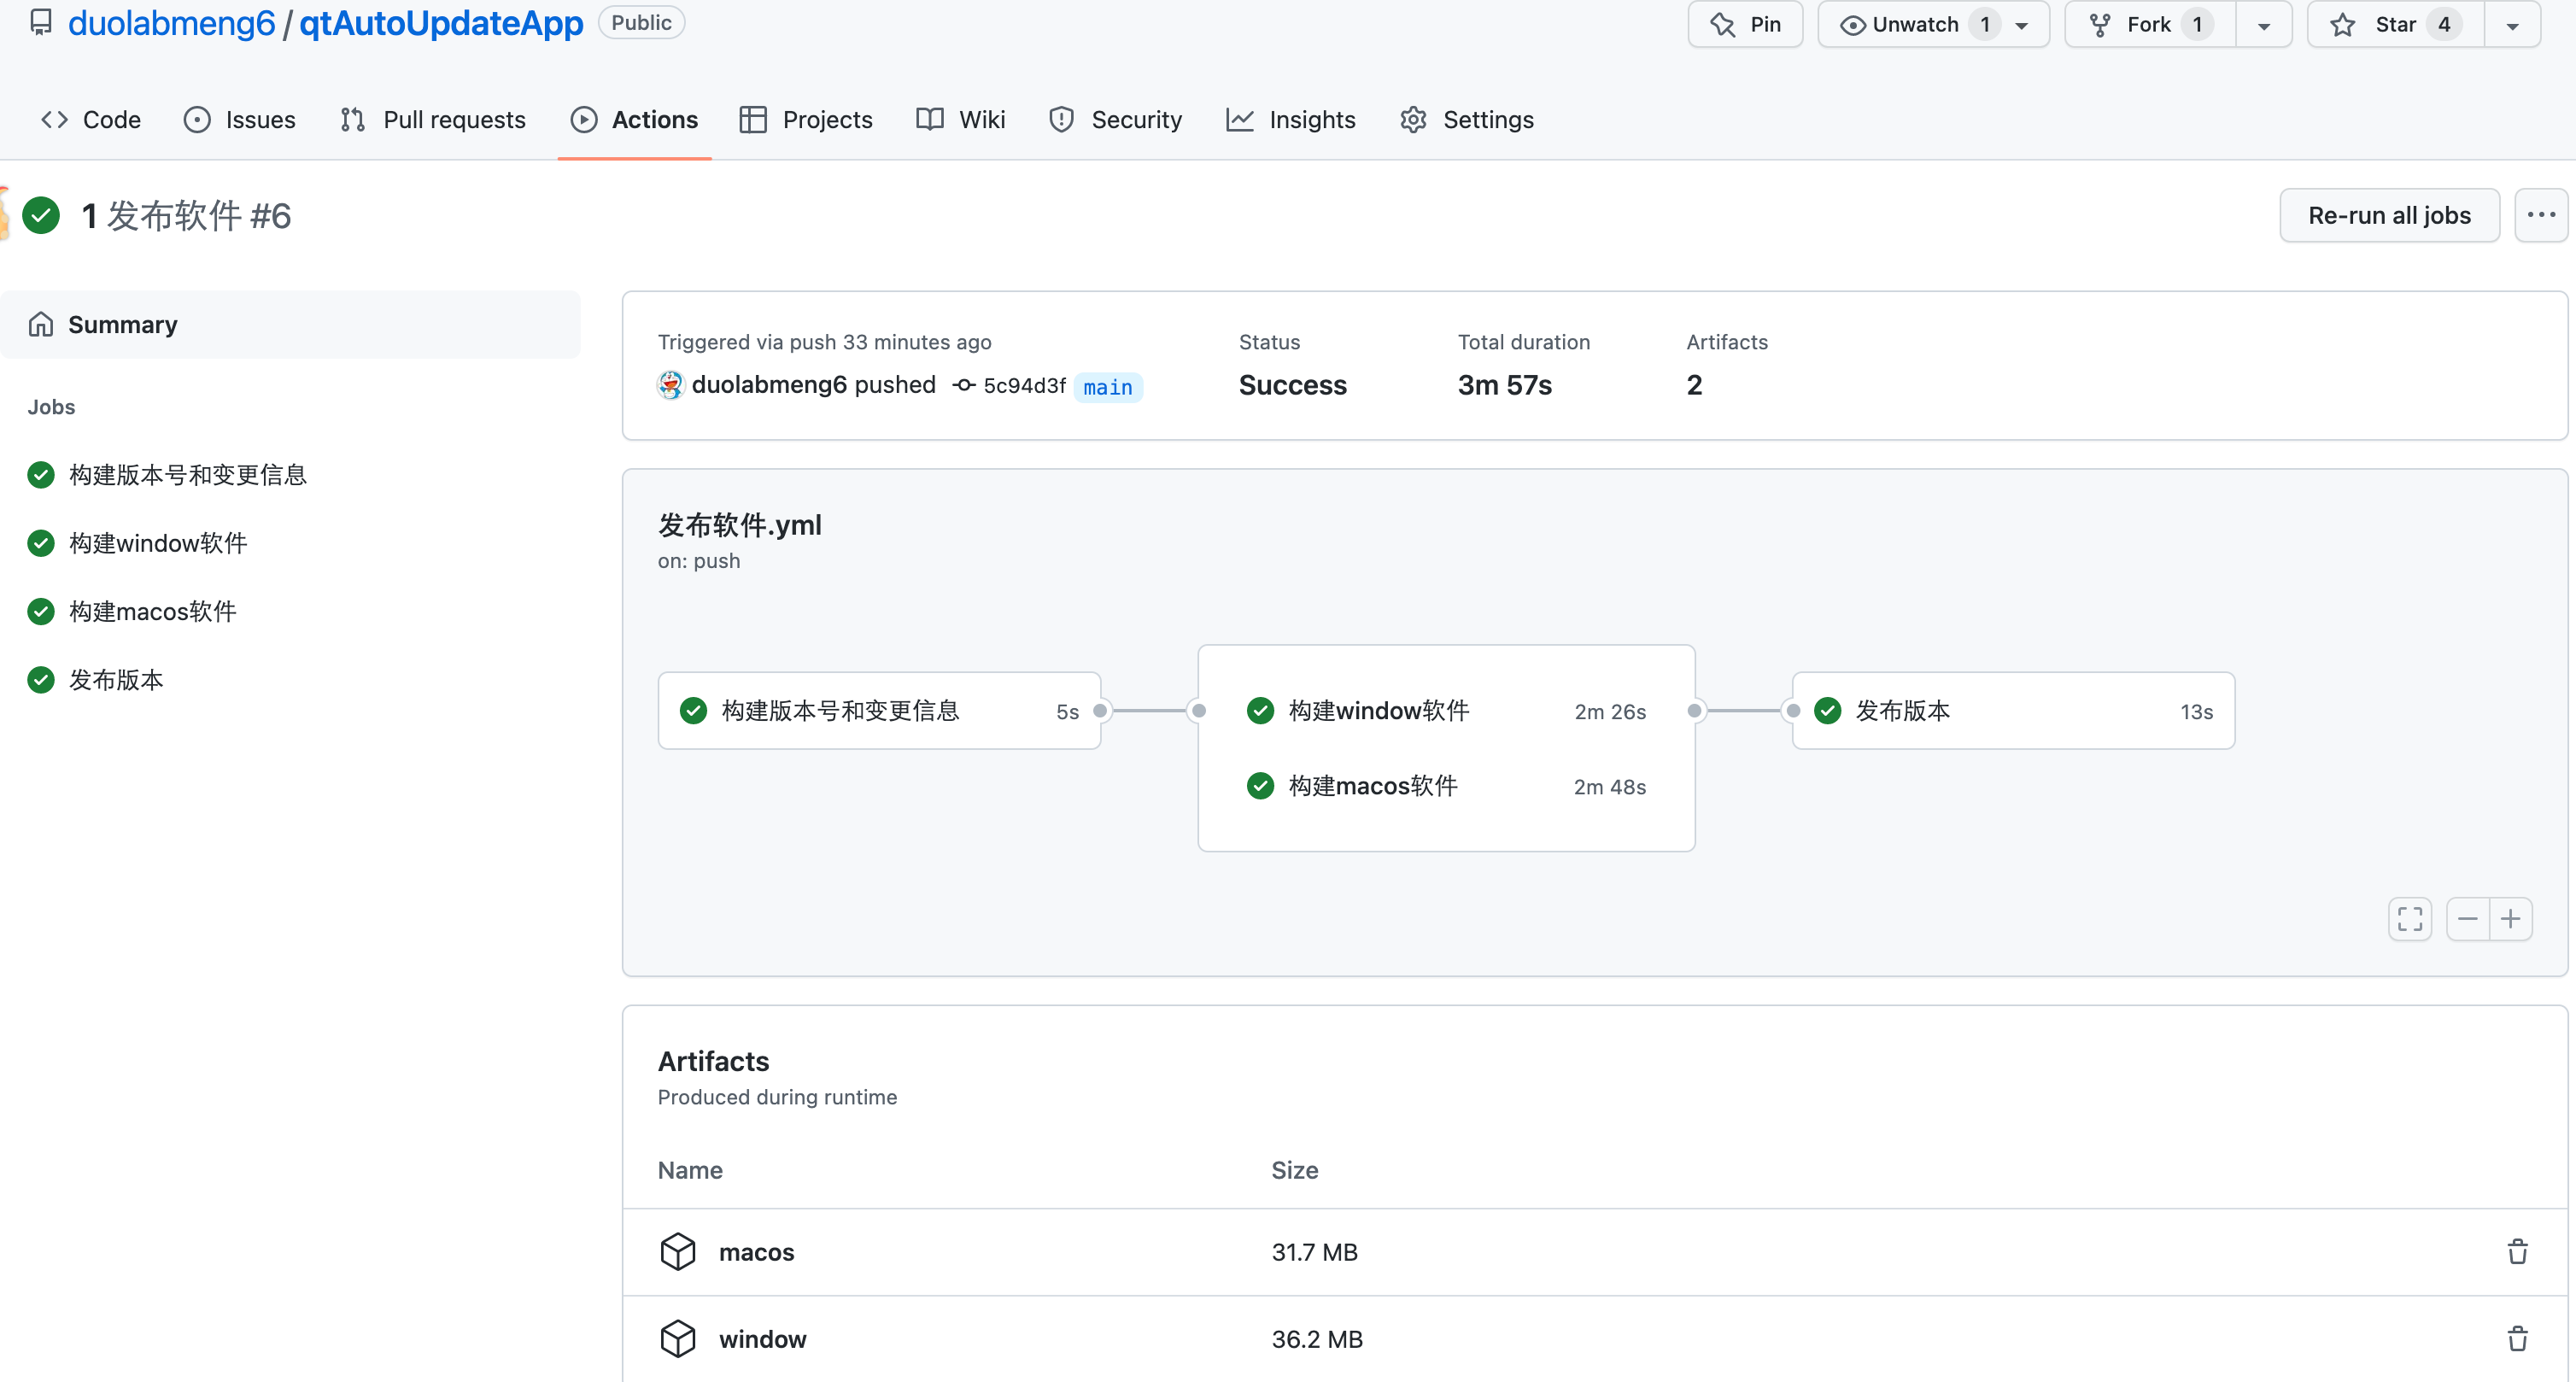 duolabmeng6 / qtAutoUpdateApp Public
Pin Unwatch 1 Fork 1 Star 4
Code Issues Pull requests Actions Projects Wiki Security Insights Settings
1 发布软件 #6
Re-run all jobs
Summary
Jobs
构建版本号和变更信息
构建window软件
构建macos软件
发布版本
Triggered via push 33 minutes ago
duolabmeng6 pushed 5c94d3f main
Status
Success
Total duration
3m 57s
Artifacts
2
发布软件.yml
on: push
构建版本号和变更信息 5s
构建window软件 2m 26s
构建macos软件 2m 48s
发布版本 13s
Artifacts
Produced during runtime
Name Size
macos 31.7 MB
window 36.2 MB